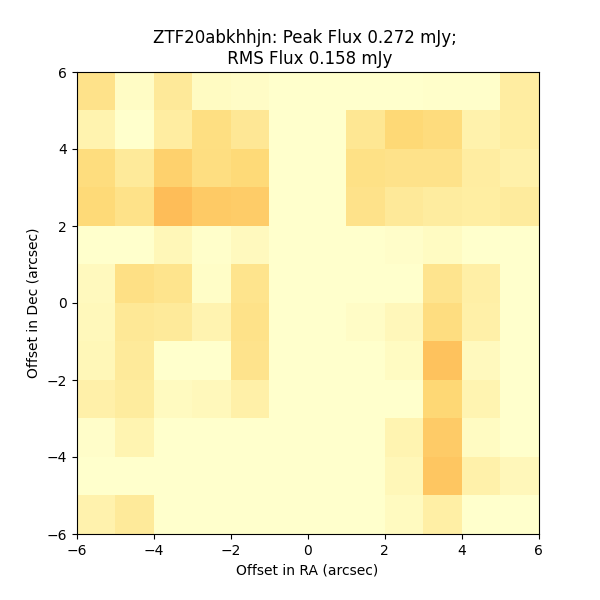 ZTF20abkhhjn: Peak Flux 0.272 mJy;
RMS Flux 0.158 mJy
6
4
2
0
−2
−4
−6
Offset in Dec (arcsec)
−6 −4 −2 0 2 4 6
Offset in RA (arcsec)